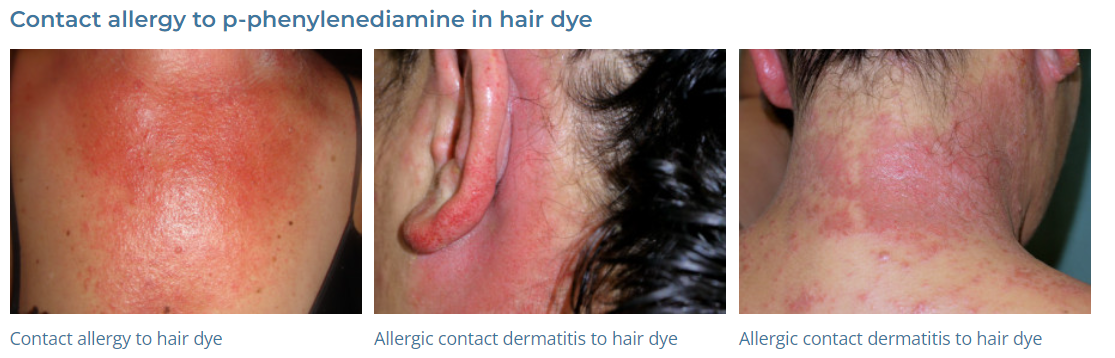 Contact allergy to p-phenylenediamine in hair dye
Contact allergy to hair dye
Allergic contact dermatitis to hair dye
Allergic contact dermatitis to hair dye